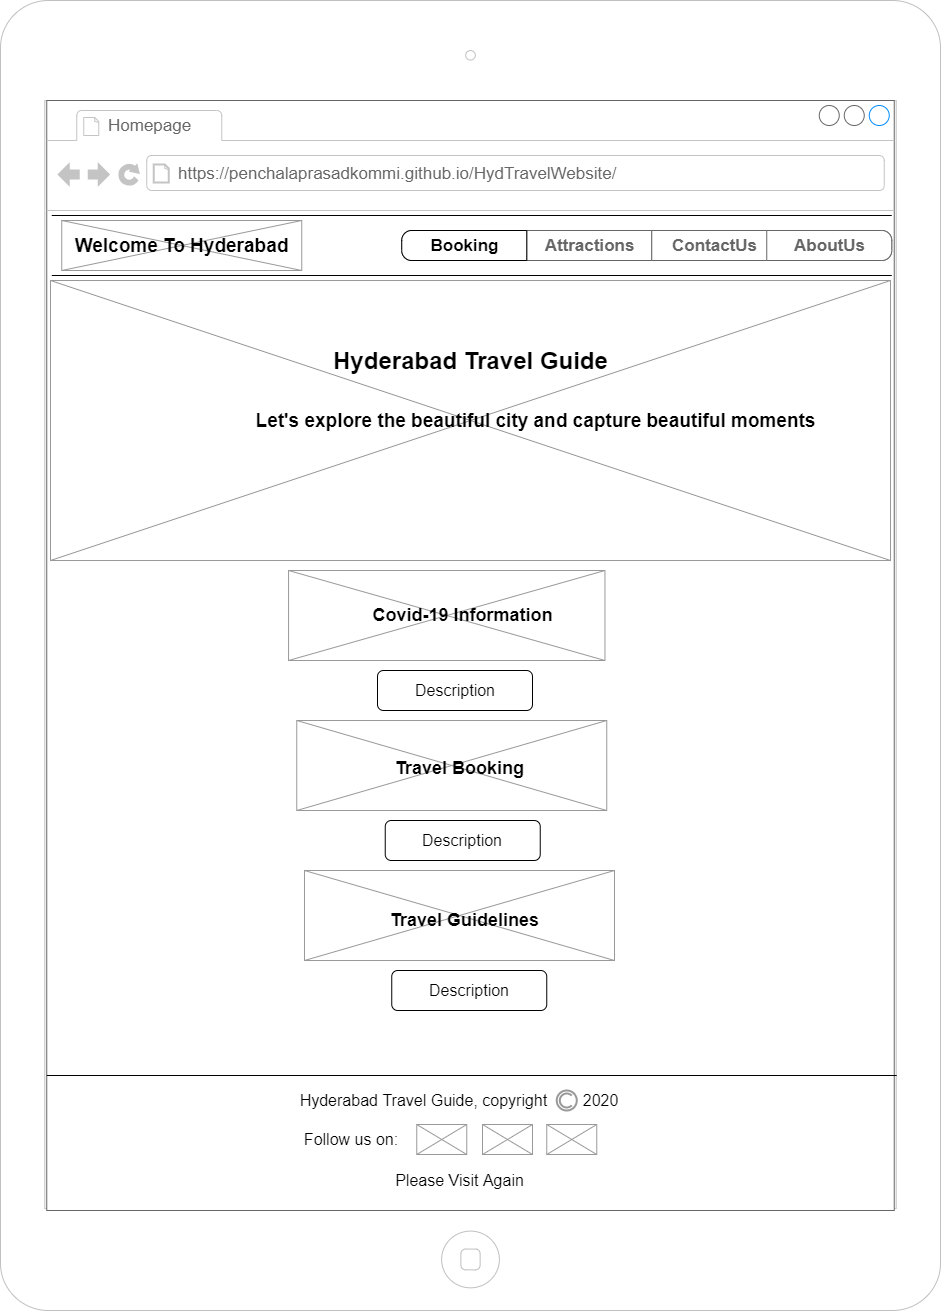 Homepage
https://penchalaprasadkommi.github.io/HydTravelWebsite/
Welcome To Hyderabad
Booking Attractions ContactUs AboutUs
Hyderabad Travel Guide
Let's explore the beautiful city and capture beautiful moments
Covid-19 Information
Description
Travel Booking
Description
Travel Guidelines
Description
Hyderabad Travel Guide, copyright © 2020
Follow us on:
Please Visit Again